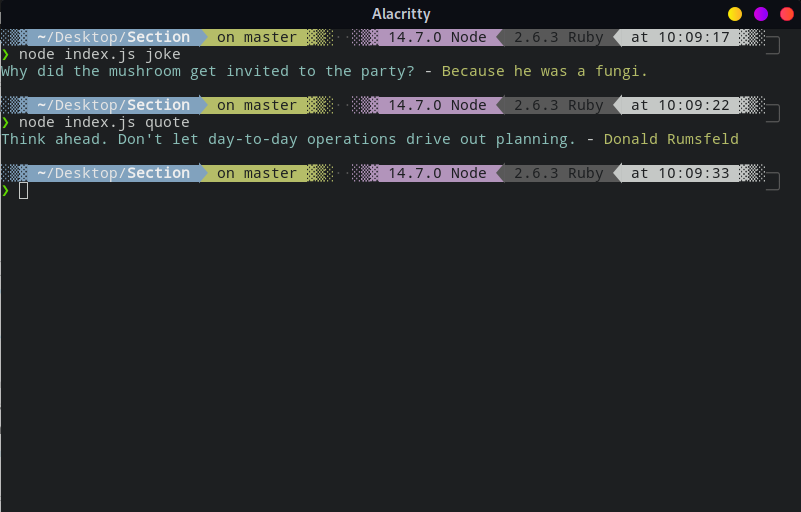 Alacritty
~/Desktop/Section on master 14.7.0 Node 2.6.3 Ruby at 10:09:17
❯ node index.js joke
Why did the mushroom get invited to the party? - Because he was a fungi.
~/Desktop/Section on master 14.7.0 Node 2.6.3 Ruby at 10:09:22
❯ node index.js quote
Think ahead. Don't let day-to-day operations drive out planning. - Donald Rumsfeld
~/Desktop/Section on master 14.7.0 Node 2.6.3 Ruby at 10:09:33
❯